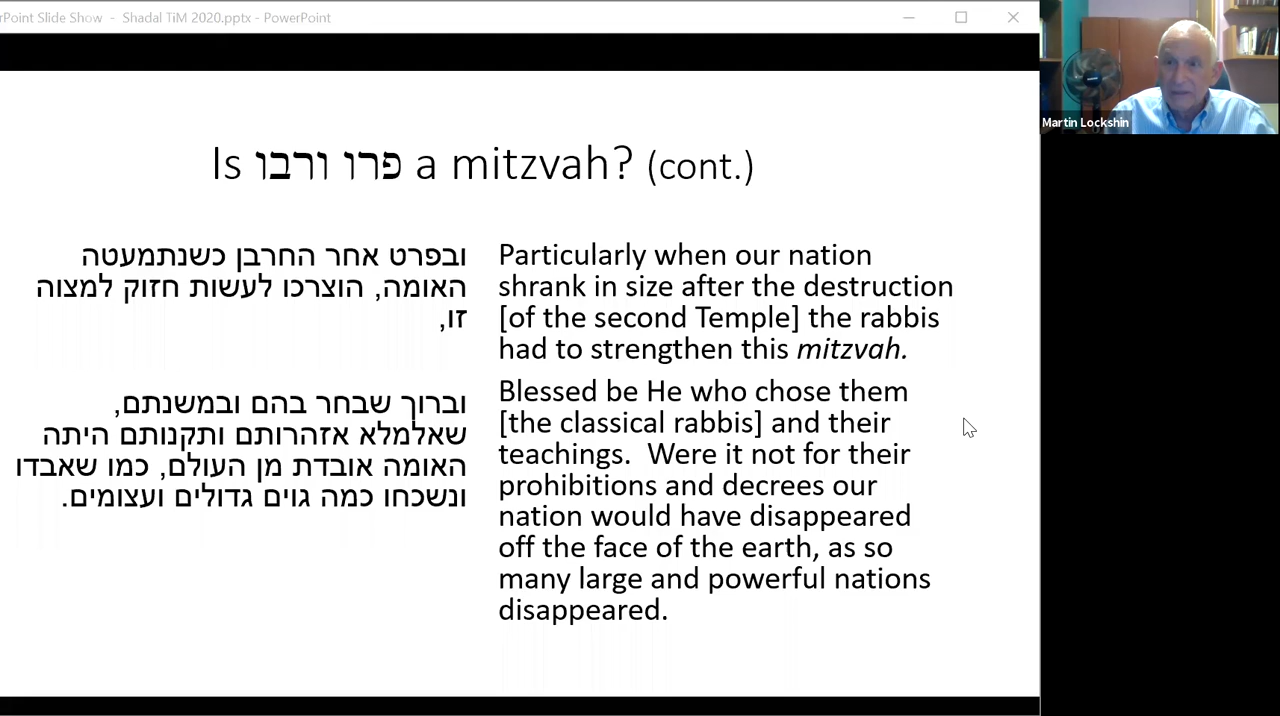 Point Slide Show - Shadal TiM 2020.pptx - PowerPoint
Martin Lockshin
Is פרו ורבו a mitzvah? (cont.)
ובפרט אחר החרבן כשנתמעטה
האומה, הוצרכו לעשות חזוק למצוה
זו,
וברוך שבחר בהם ובמשנתם,
שאלמלא אזהרותם ותקנותם היתה
האומה אובדת מן העולם, כמו שאבדו
ונשכחו כמה גוים גדולים ועצומים.
Particularly when our nation
shrank in size after the destruction
[of the second Temple] the rabbis
had to strengthen this mitzvah.
Blessed be He who chose them
[the classical rabbis] and their
teachings.  Were it not for their
prohibitions and decrees our
nation would have disappeared
off the face of the earth, as so
many large and powerful nations
disappeared.